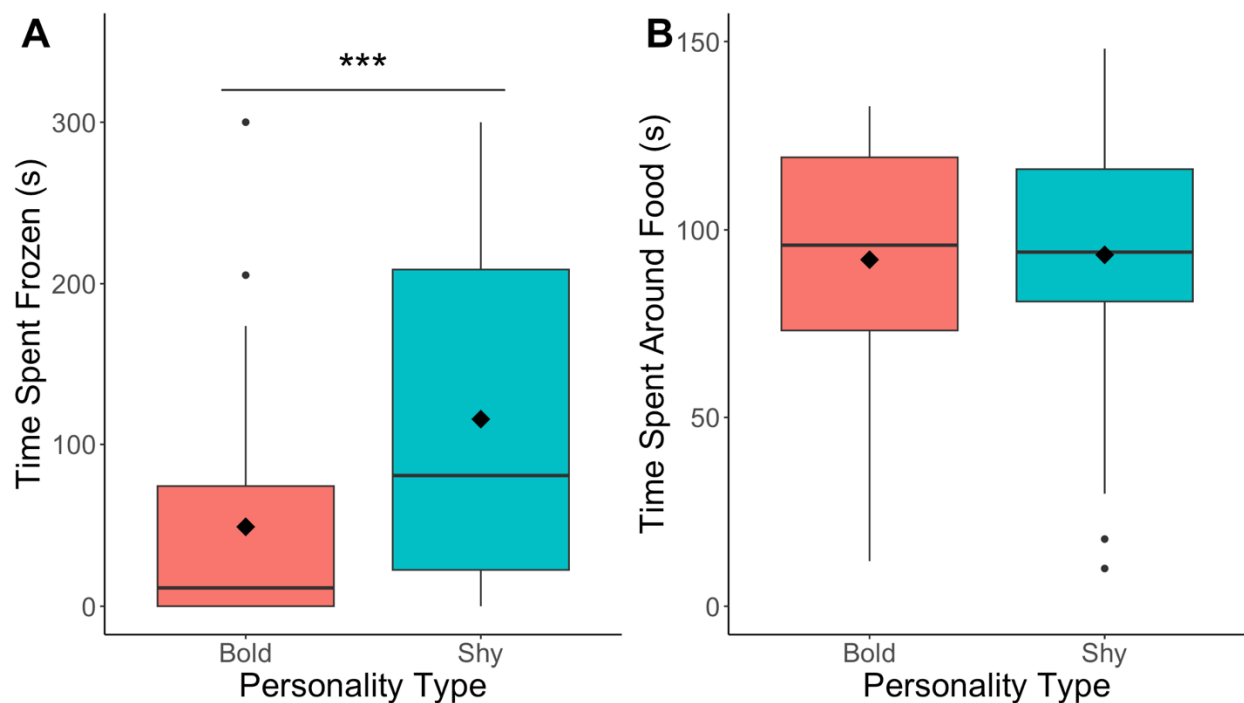 A
***
Time Spent Frozen (s)
300
200
100
0
Bold Shy
Personality Type
B
Time Spent Around Food (s)
150
100
50
0
Bold Shy
Personality Type